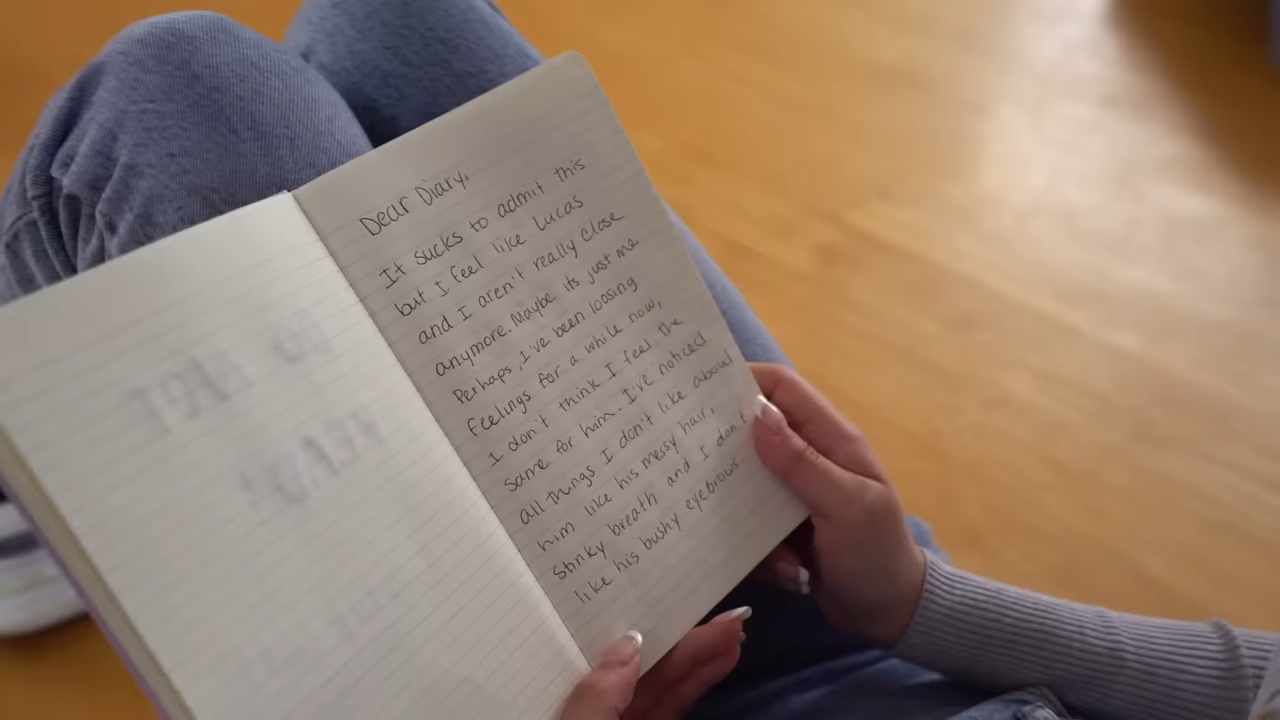 Dear Diary,
It sucks to admit this
but I feel like Lucas
and I aren't really close
anymore. Maybe its just me
Perhaps, I've been loosing
feelings for a while now,
I don't think I feel the
same for him. I've noticed
all things I don't like about
him like his messy hair,
stinky breath and I don't
like his bushy eyebrows.